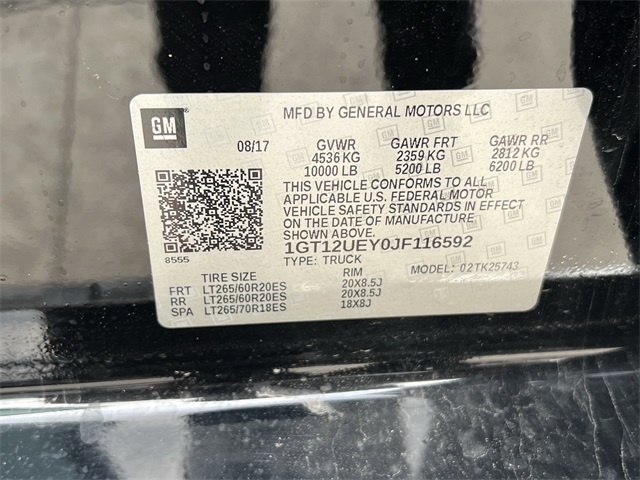 MFD BY GENERAL MOTORS LLC
GM
08/17 GVWR GAWR FRT GAWR RR
4536 KG 2359 KG 2812 KG
10000 LB 5200 LB 6200 LB
THIS VEHICLE CONFORMS TO ALL
APPLICABLE U.S. FEDERAL MOTOR
VEHICLE SAFETY STANDARDS IN EFFECT
ON THE DATE OF MANUFACTURE
SHOWN ABOVE.
8555
1GT12UEY0JF116592
TYPE: TRUCK MODEL: 02TK25743
TIRE SIZE RIM
FRT LT265/60R20ES 20X8.5J
RR LT265/60R20ES 20X8.5J
SPA LT265/70R18ES 18X8J